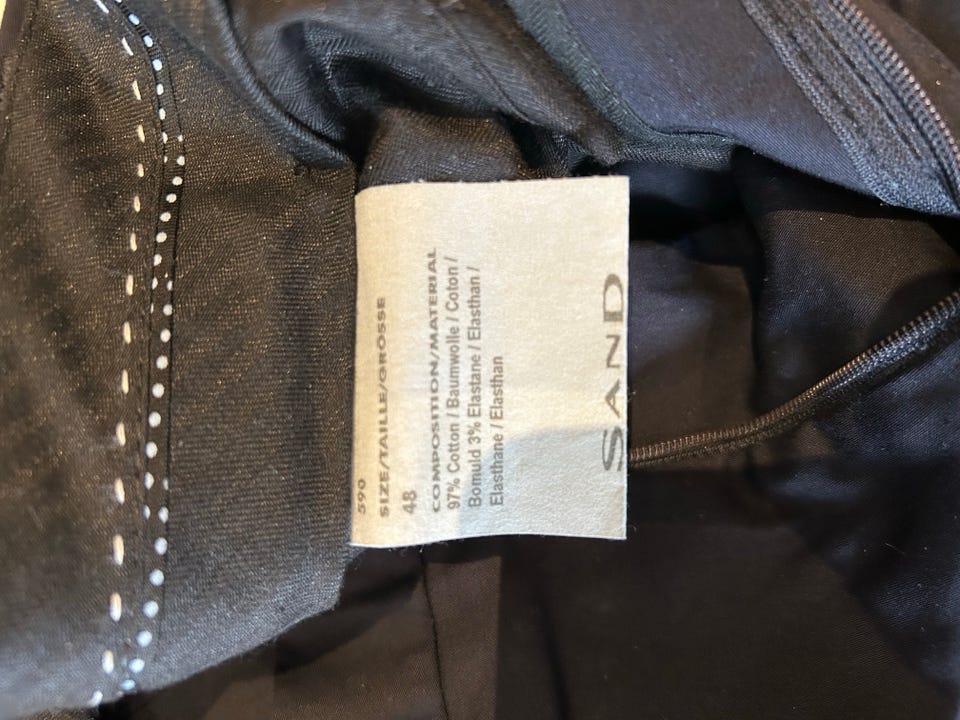 590
SIZE/TAILLE/GROSSE
48
COMPOSITION/MATERIAL
97% Cotton / Baumwolle / Coton /
Bomuld 3% Elastane / Elasthan /
Elasthane / Elasthan
SAND